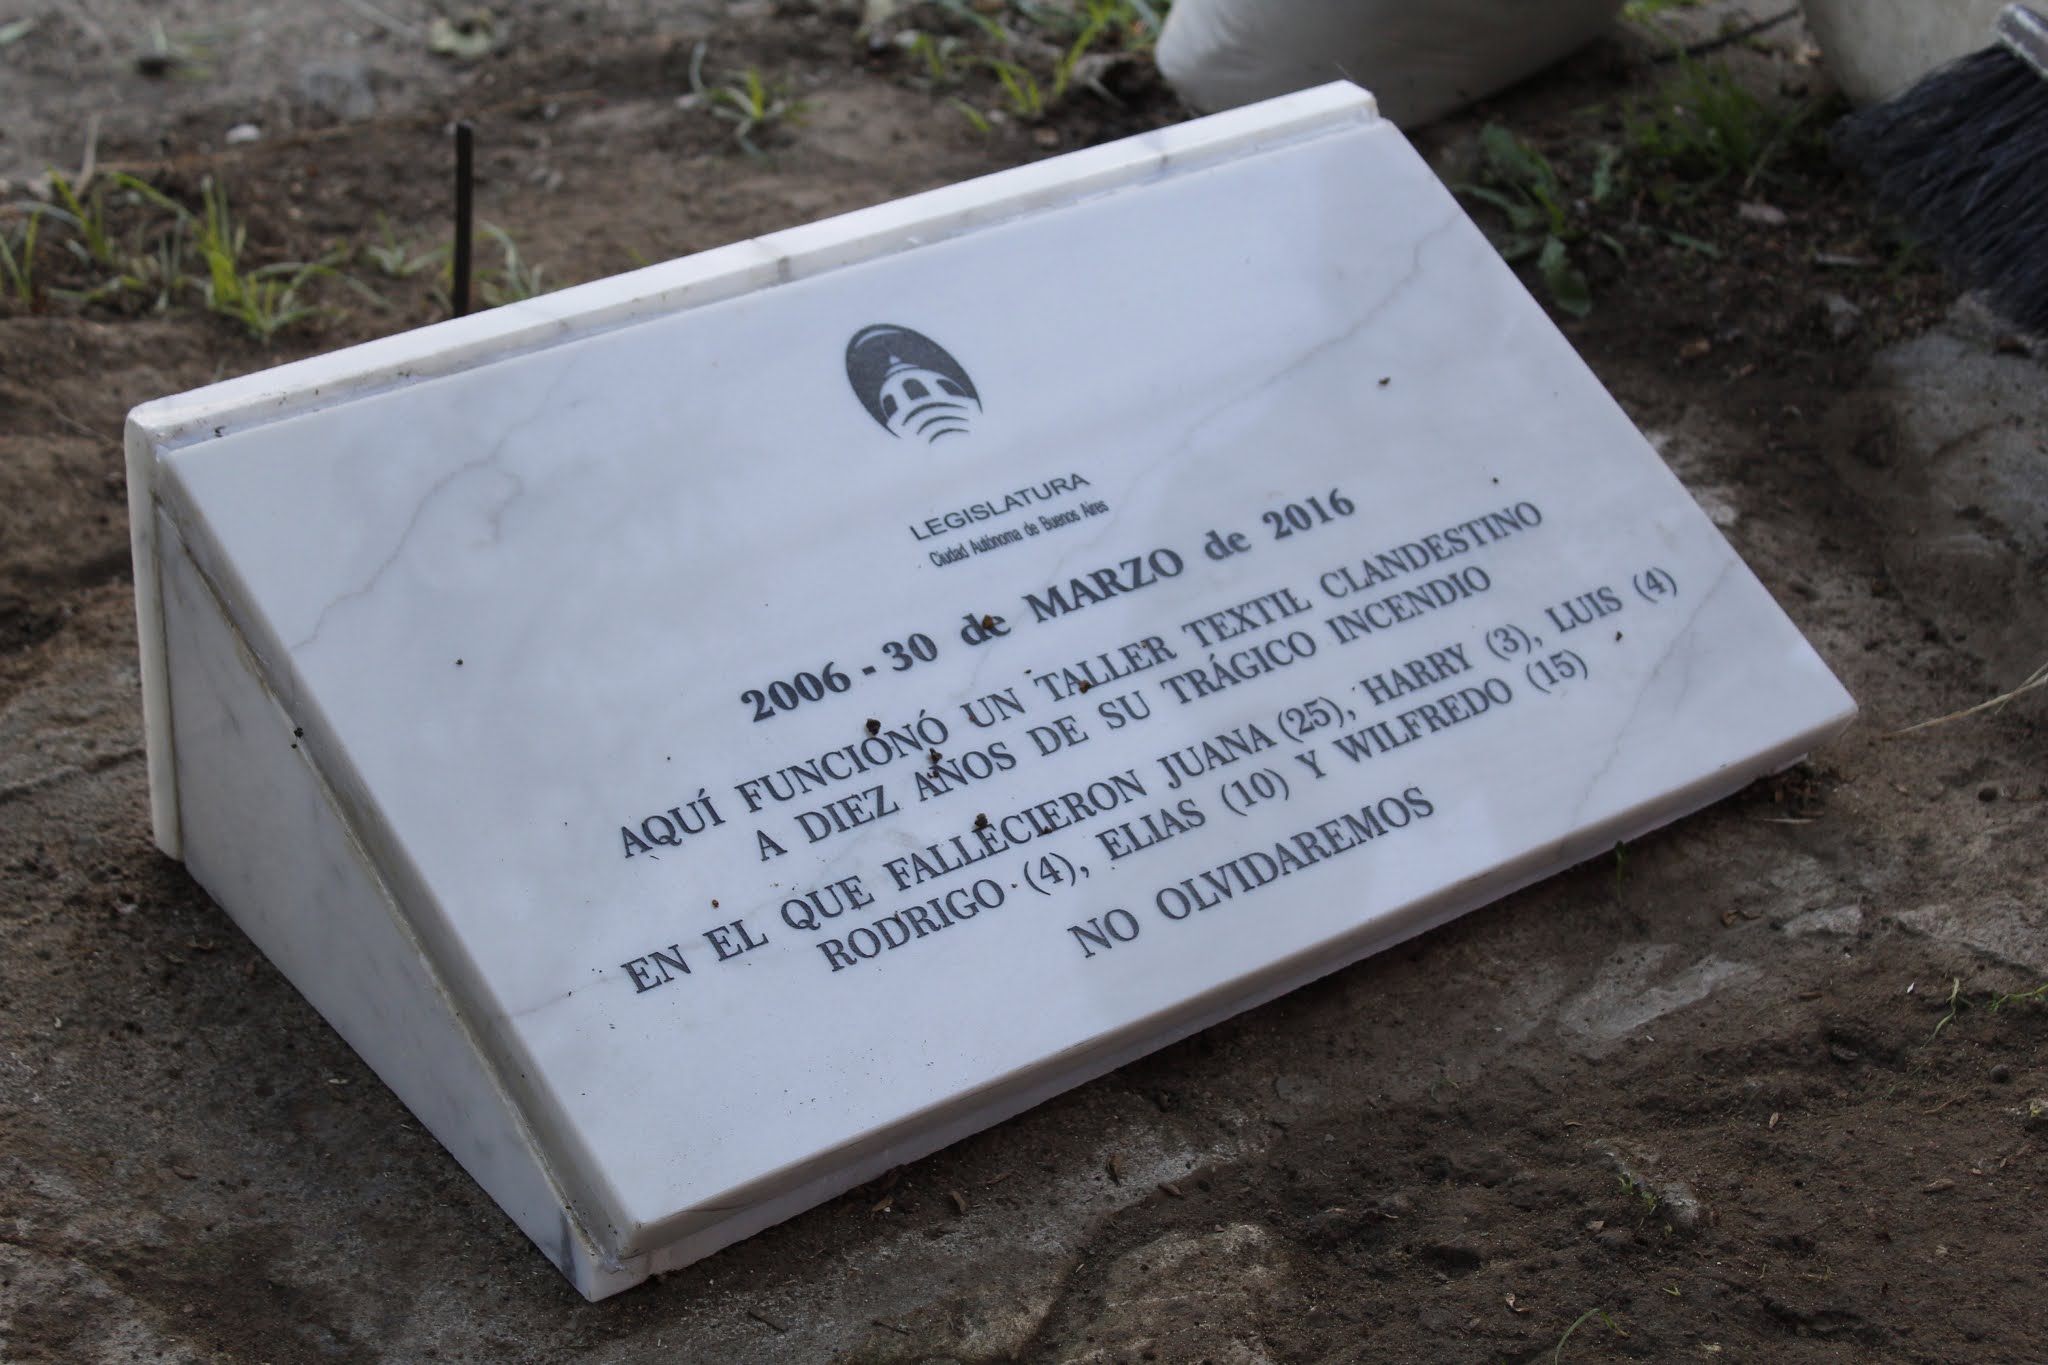 LEGISLATURA
Ciudad Autónoma de Buenos Aires
2006 - 30 de MARZO de 2016
AQUÍ FUNCIONÓ UN TALLER TEXTIL CLANDESTINO
A DIEZ AÑOS DE SU TRÁGICO INCENDIO
EN EL QUE FALLECIERON JUANA (25), HARRY (3), LUIS (4)
RODRIGO (4), ELIAS (10) Y WILFREDO (15)
NO OLVIDAREMOS